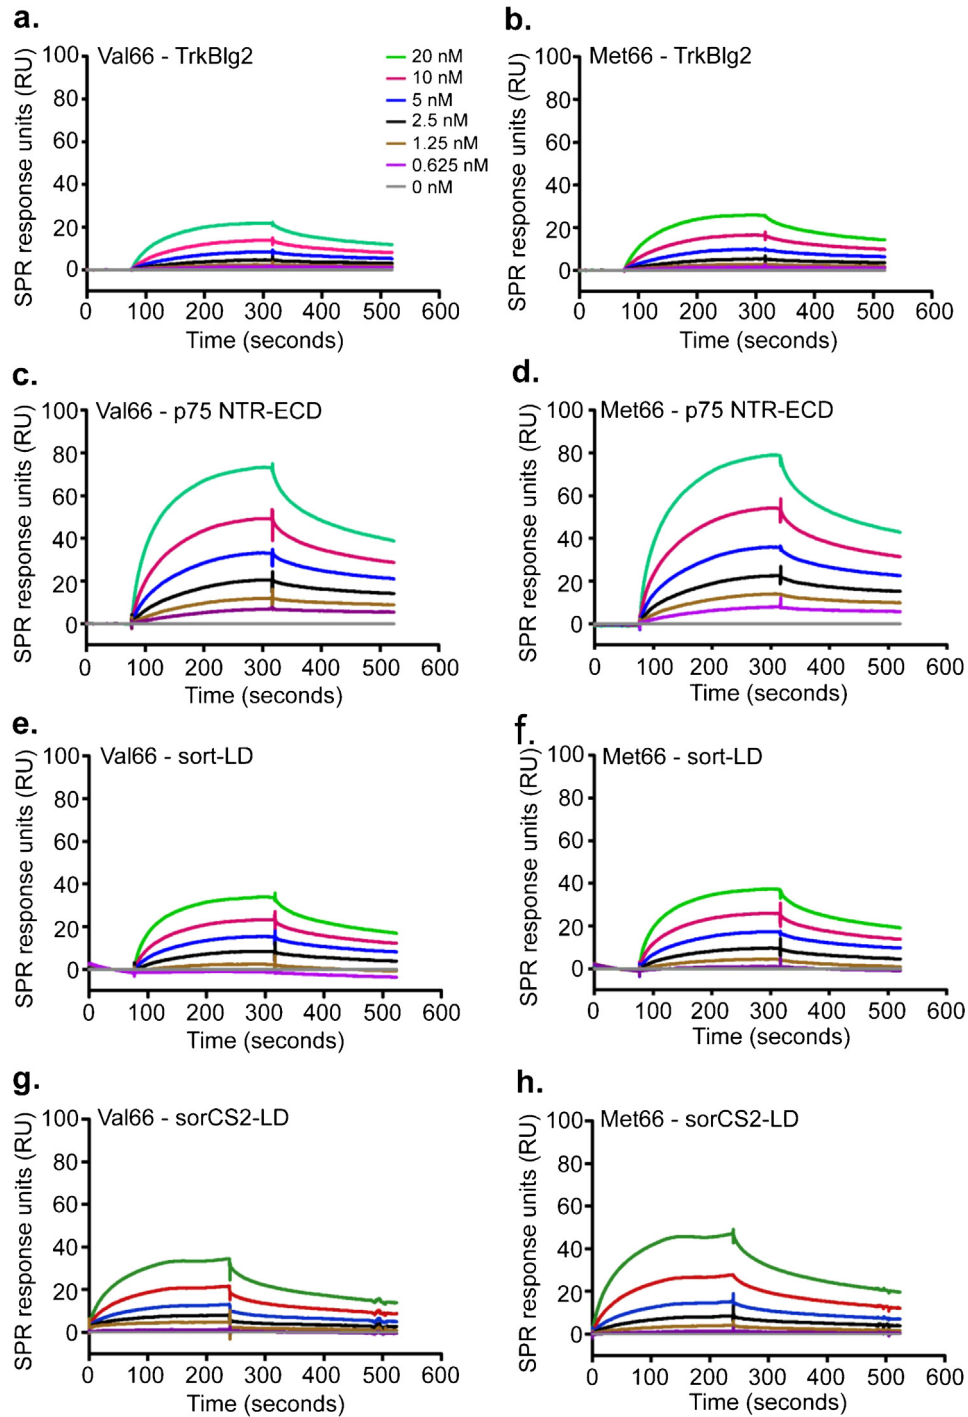 a.
Val66 - TrkBIg2
SPR response units (RU)
100
80
60
40
20
0
0 100 200 300 400 500 600
Time (seconds)
20 nM
10 nM
5 nM
2.5 nM
1.25 nM
0.625 nM
0 nM
b.
Met66 - TrkBIg2
SPR response units (RU)
100
80
60
40
20
0
0 100 200 300 400 500 600
Time (seconds)
c.
Val66 - p75 NTR-ECD
SPR response units (RU)
100
80
60
40
20
0
0 100 200 300 400 500 600
Time (seconds)
d.
Met66 - p75 NTR-ECD
SPR response units (RU)
100
80
60
40
20
0
0 100 200 300 400 500 600
Time (seconds)
e.
Val66 - sort-LD
SPR response units (RU)
100
80
60
40
20
0
0 100 200 300 400 500 600
Time (seconds)
f.
Met66 - sort-LD
SPR response units (RU)
100
80
60
40
20
0
0 100 200 300 400 500 600
Time (seconds)
g.
Val66 - sorCS2-LD
SPR response units (RU)
100
80
60
40
20
0
0 100 200 300 400 500 600
Time (seconds)
h.
Met66 - sorCS2-LD
SPR response units (RU)
100
80
60
40
20
0
0 100 200 300 400 500 600
Time (seconds)